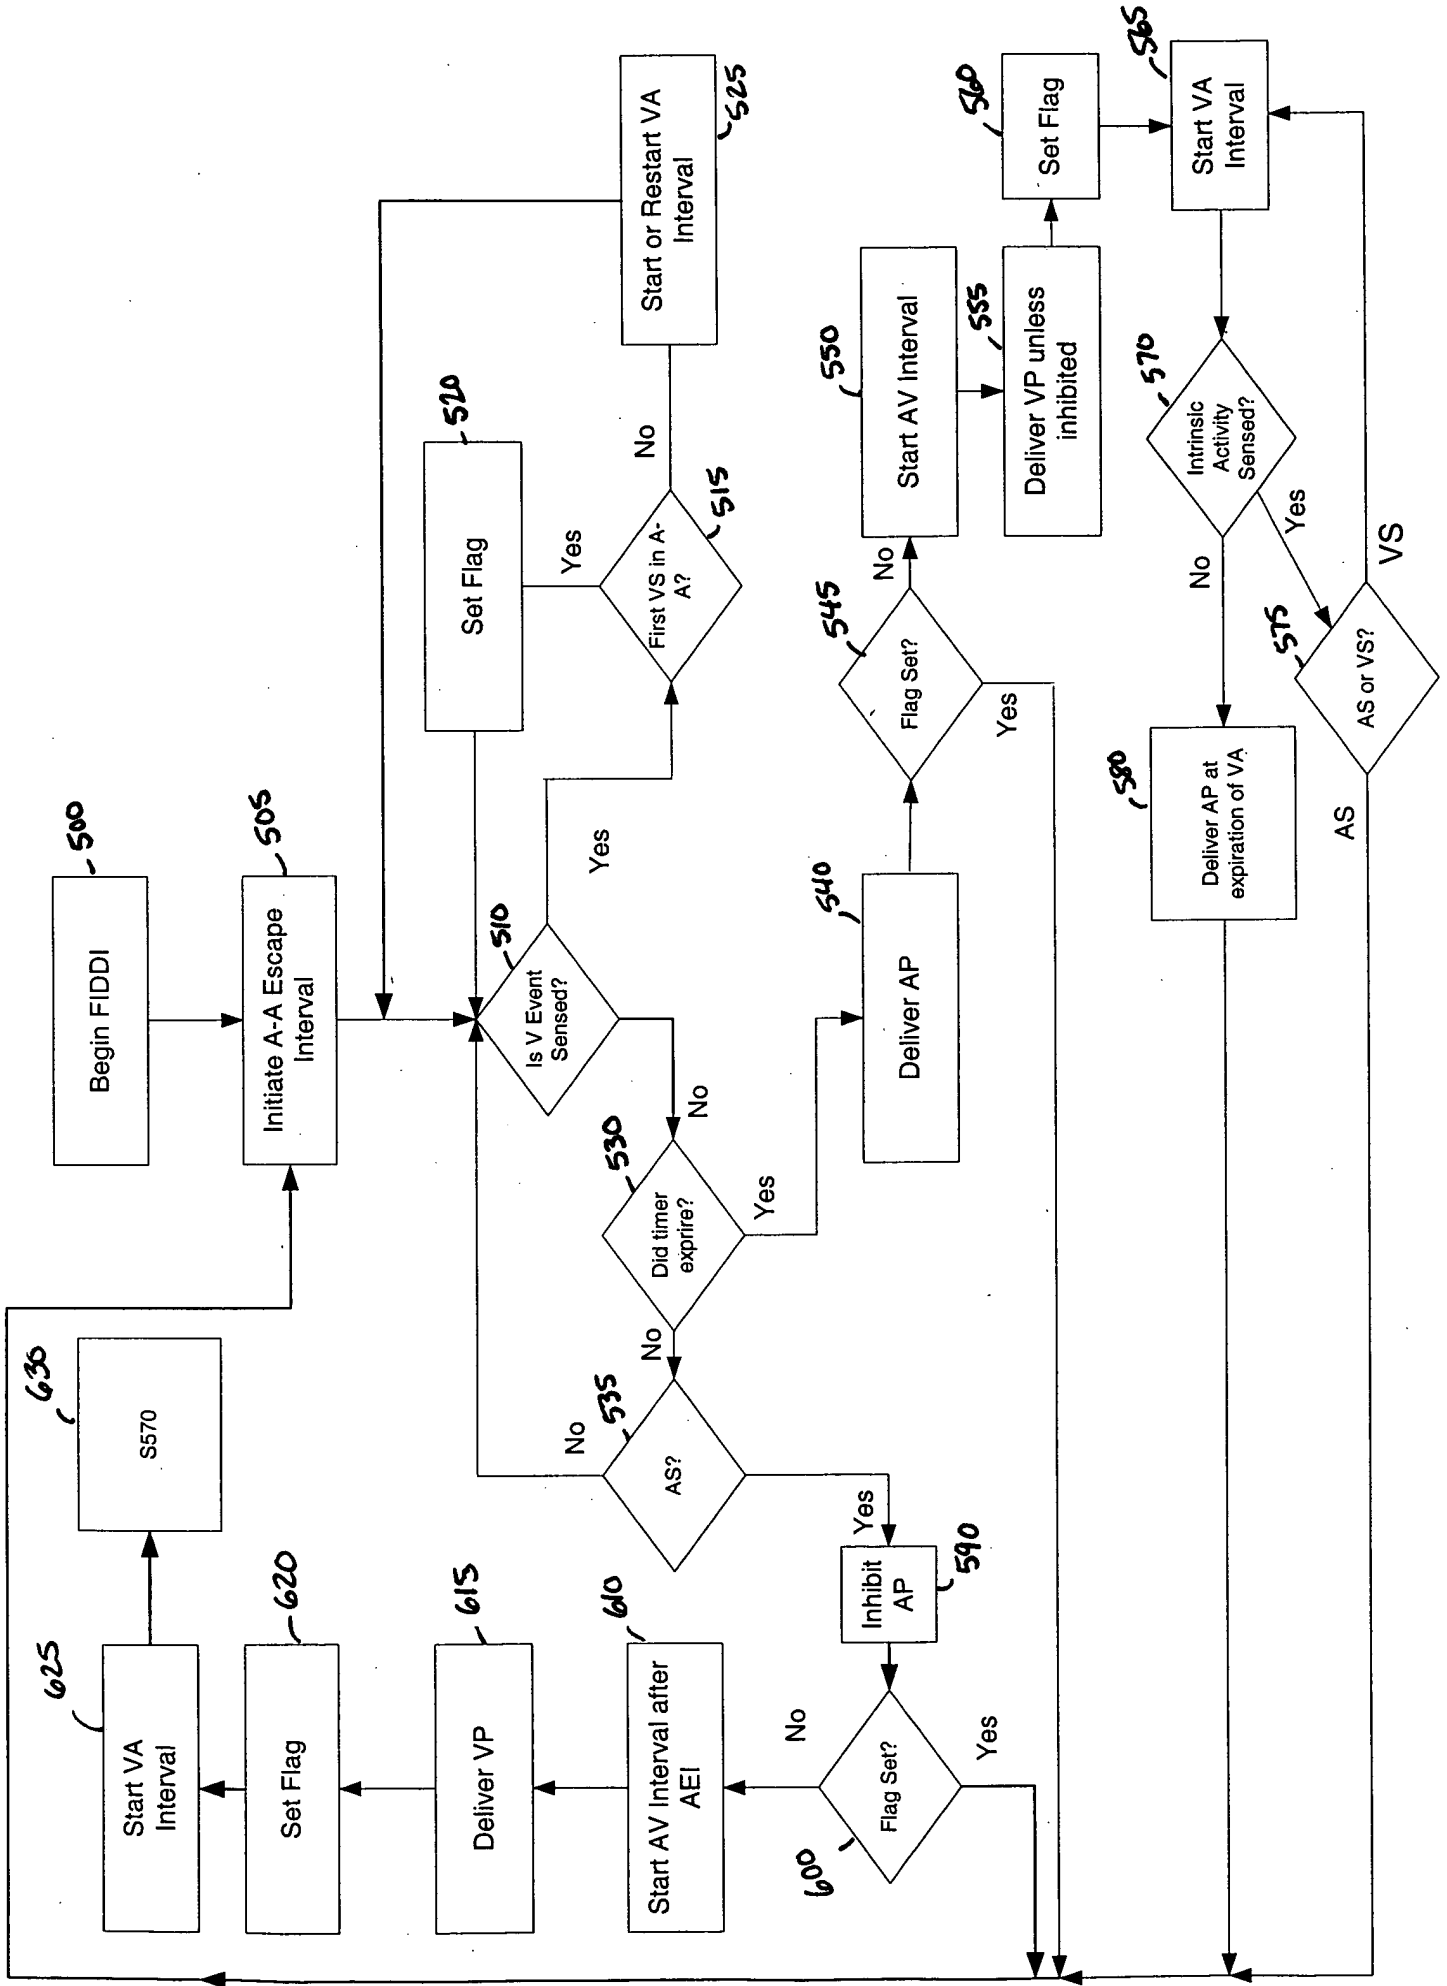 Begin FIDDI
500
Initiate A-A Escape
Interval
505
Is V Event
Sensed?
510
Yes
No
First VS in A-
A?
515
Yes
No
Set Flag
520
Start or Restart VA
Interval
525
Did timer
exprire?
530
Yes
No
AS?
535
No
Yes
Deliver AP
540
Flag Set?
545
No
Yes
Start AV Interval
550
Deliver VP unless
inhibited
555
Set Flag
560
Start VA
Interval
565
Intrinsic
Activity
Sensed?
570
No
Yes
AS or VS?
575
AS
VS
Deliver AP at
expiration of VA
580
Inhibit
AP
590
Flag Set?
600
No
Yes
Start AV Interval after
AEI
610
Deliver VP
615
Set Flag
620
Start VA
Interval
625
S570
630